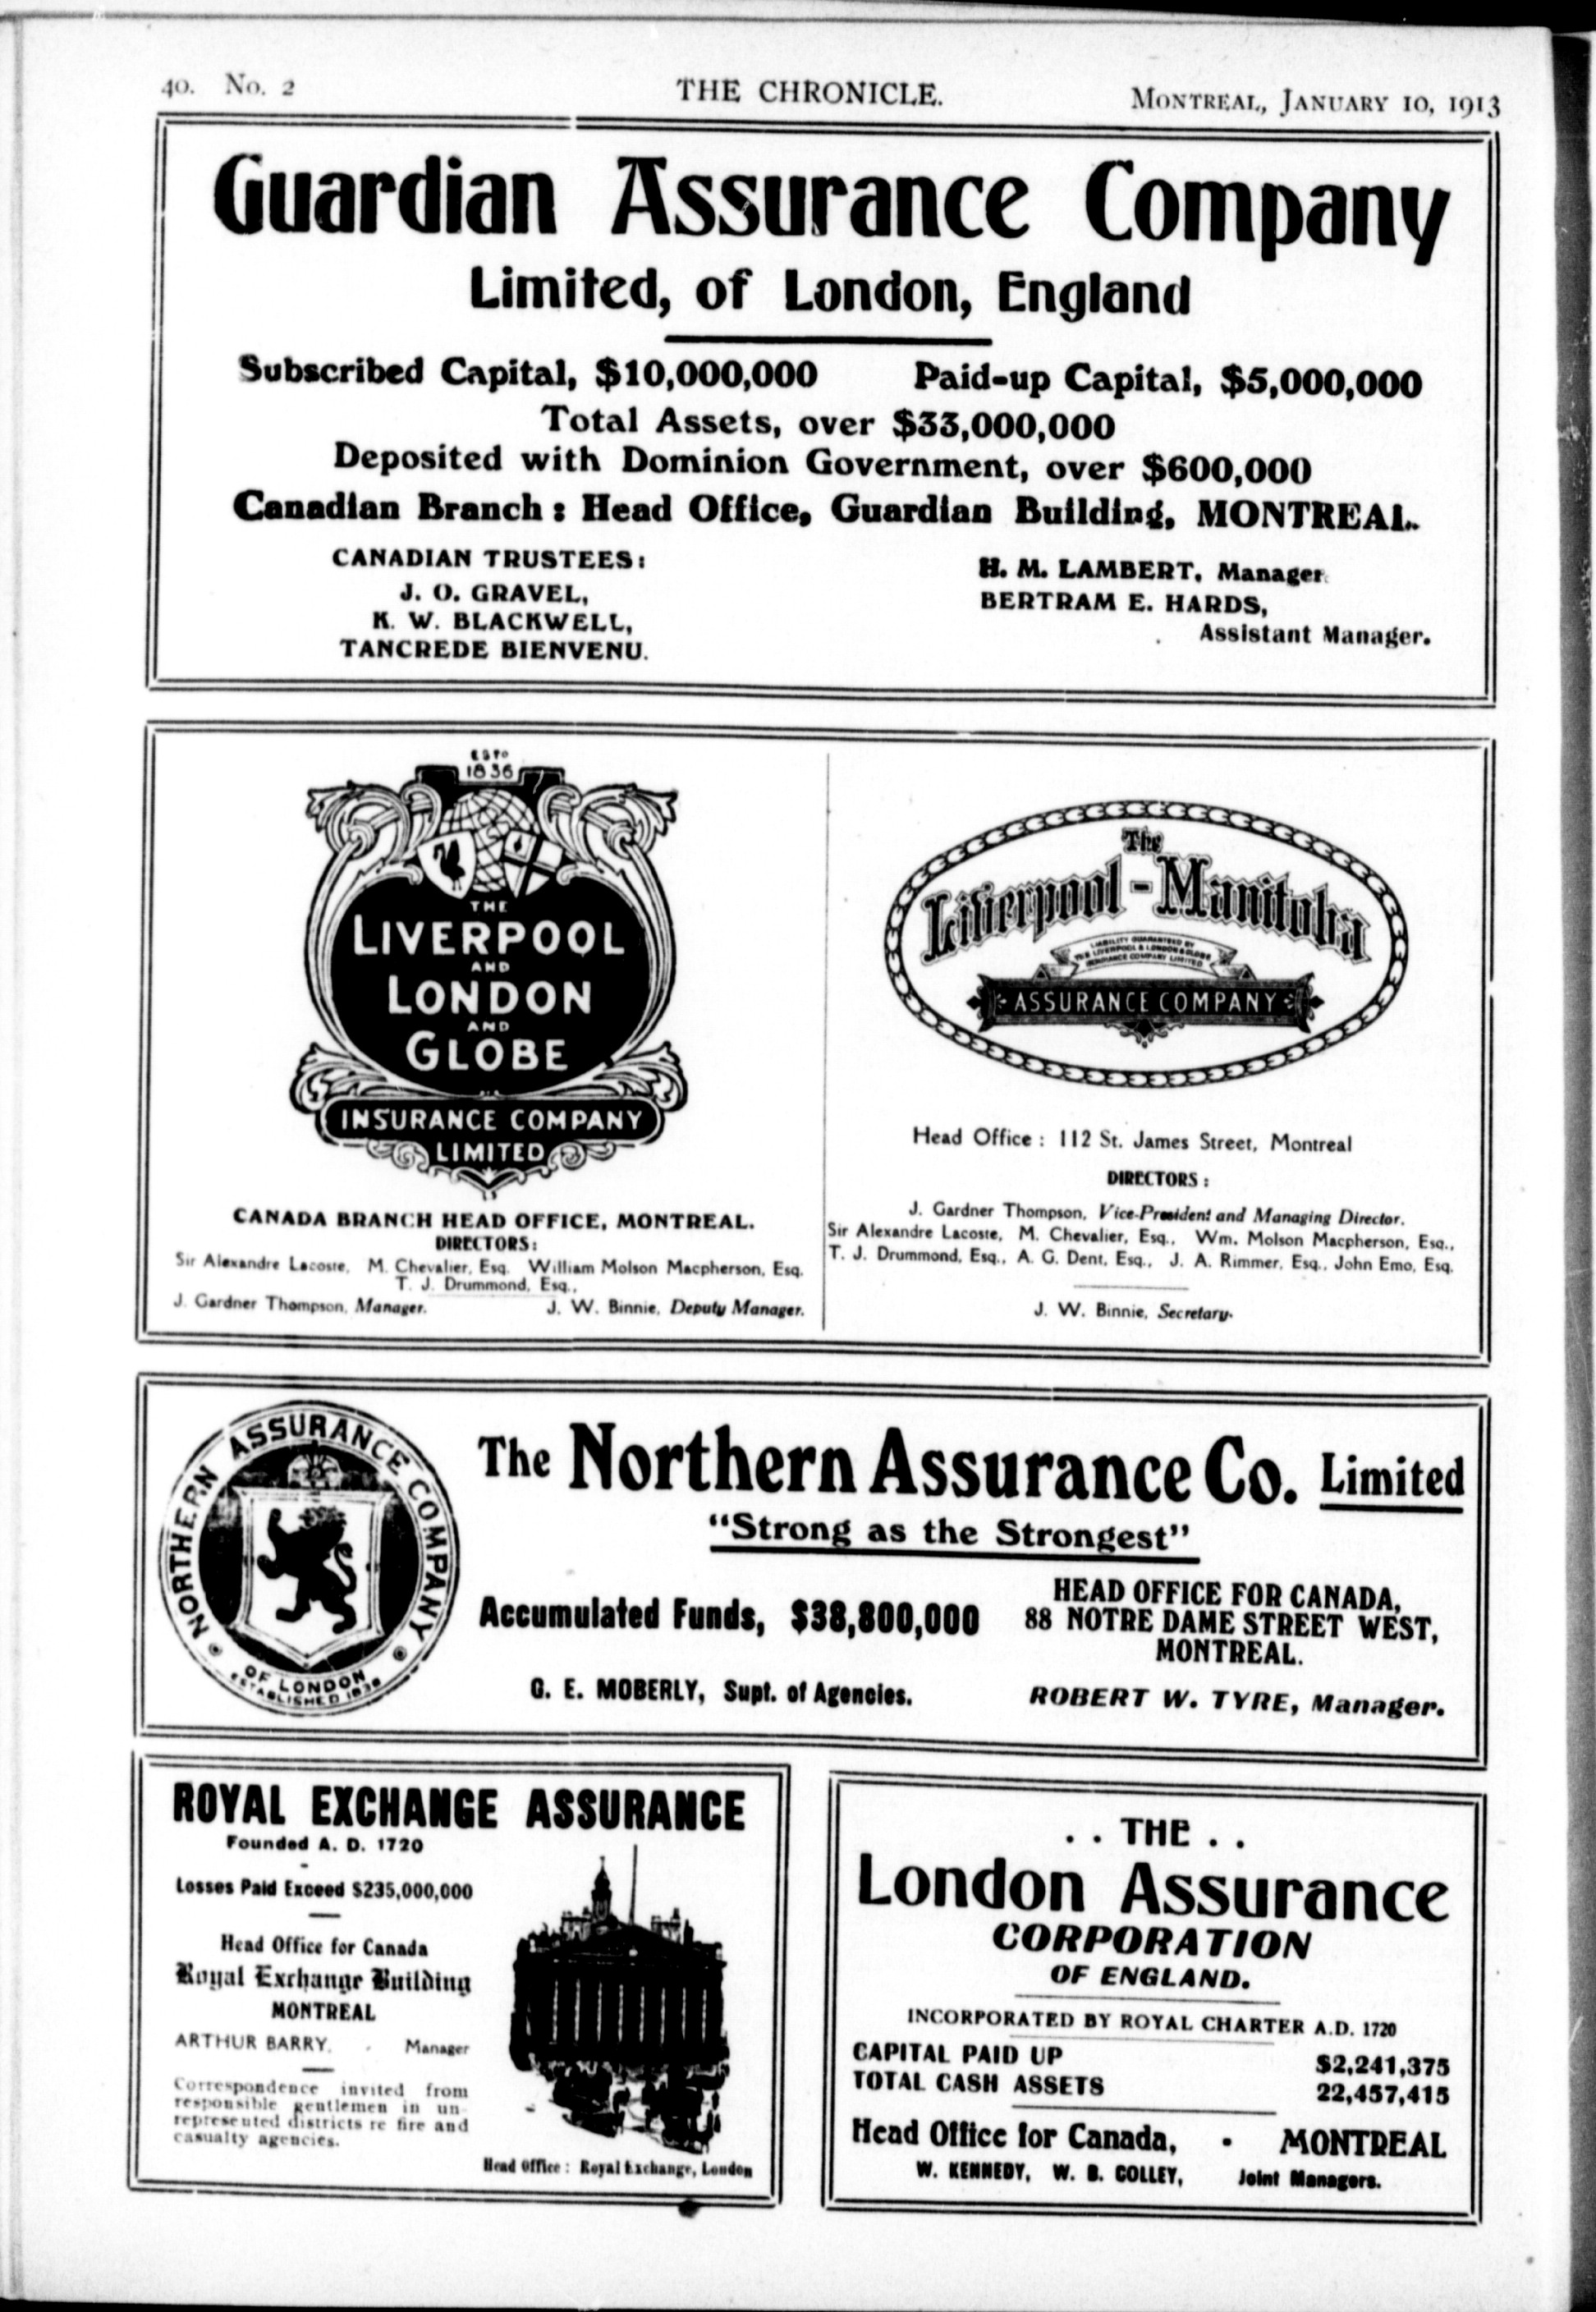 40. No. 2 THE CHRONICLE. MONTREAL, JANUARY 10, 1913
Guardian Assurance Company
Limited, of London, England
Subscribed Capital, $10,000,000 Paid-up Capital, $5,000,000
Total Assets, over $33,000,000
Deposited with Dominion Government, over $600,000
Canadian Branch : Head Office, Guardian Building, MONTREAL.
CANADIAN TRUSTEES:
J. O. GRAVEL,
K. W. BLACKWELL,
TANCREDE BIENVENU.
H. M. LAMBERT, Manager
BERTRAM E. HARDS,
Assistant Manager.
ESTD
1836
THE
LIVERPOOL
AND
LONDON
AND
GLOBE
INSURANCE COMPANY
LIMITED
CANADA BRANCH HEAD OFFICE, MONTREAL.
DIRECTORS:
Sir Alexandre Lacoste, M. Chevalier, Esq. William Molson Macpherson, Esq.
T. J. Drummond, Esq.,
J. Gardner Thompson, Manager. J. W. Binnie, Deputy Manager.
The
Liverpool-Manitoba
LIABILITY GUARANTEED BY
THE LIVERPOOL & LONDON & GLOBE
INSURANCE COMPANY LIMITED
ASSURANCE COMPANY
Head Office : 112 St. James Street, Montreal
DIRECTORS :
J. Gardner Thompson, Vice-President and Managing Director.
Sir Alexandre Lacoste, M. Chevalier, Esq., Wm. Molson Macpherson, Esq.,
T. J. Drummond, Esq., A. G. Dent, Esq., J. A. Rimmer, Esq., John Emo, Esq.
J. W. Binnie, Secretary.
NORTHERN ASSURANCE COMPANY
OF LONDON
ESTABLISHED 1836
The Northern Assurance Co. Limited
"Strong as the Strongest"
Accumulated Funds, $38,800,000
HEAD OFFICE FOR CANADA,
88 NOTRE DAME STREET WEST,
MONTREAL.
G. E. MOBERLY, Supt. of Agencies. ROBERT W. TYRE, Manager.
ROYAL EXCHANGE ASSURANCE
Founded A. D. 1720
Losses Paid Exceed $235,000,000
Head Office for Canada
Royal Exchange Building
MONTREAL
ARTHUR BARRY, . Manager
Correspondence invited from
responsible gentlemen in un-
represented districts re fire and
casualty agencies.
Head Office : Royal Exchange, London
. . THE . .
London Assurance
CORPORATION
OF ENGLAND.
INCORPORATED BY ROYAL CHARTER A.D. 1720
CAPITAL PAID UP $2,241,375
TOTAL CASH ASSETS 22,457,415
Head Office for Canada, - MONTREAL
W. KENNEDY, W. B. COLLEY, Joint Managers.